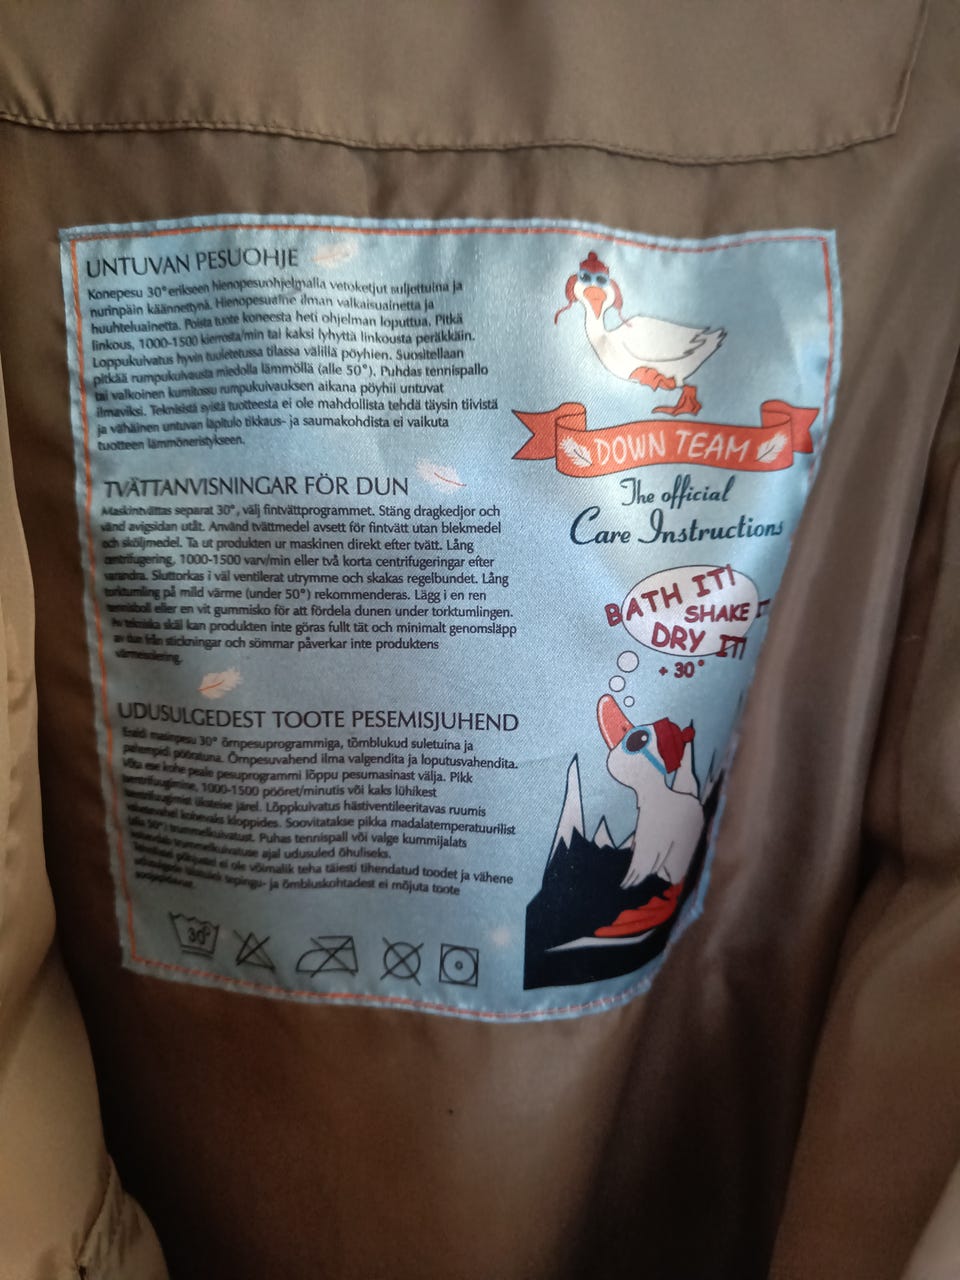 UNTUVAN PESUOHJE
Konepesu 30° erikseen hienopesuohjelmalla vetoketjut suljettuina ja
nurinpäin käännettynä. Hienopesuaine ilman valkaisuainetta ja
huuhteluainetta. Poista tuote koneesta heti ohjelman loputtua. Pitkä
linkous, 1000-1500 kierrosta/min tai kaksi lyhyttä linkousta peräkkäin.
Loppukuivatus hyvin tuuletetussa tilassa välillä pöyhien. Suositellaan
pitkää rumpukuivausta miedolla lämmöllä (alle 50°). Puhdas tennispallo
tai valkoinen kumitossu rumpukuivauksen aikana pöyhii untuvat
ilmaviksi. Teknisistä syistä tuotteesta ei ole mahdollista tehdä täysin tiivistä
ja vähäinen untuvan läpitulo tikkaus- ja saumakohdista ei vaikuta
tuotteen lämmöneristykseen.
TVÄTTANVISNINGAR FÖR DUN
Maskintvättas separat 30°, välj fintvättprogrammet. Stäng dragkedjor och
vänd avigsidan utåt. Använd tvättmedel avsett för fintvätt utan blekmedel
och sköljmedel. Ta ut produkten ur maskinen direkt efter tvätt. Lång
centrifugering, 1000-1500 varv/min eller två korta centrifugeringar efter
varandra. Sluttorkas i väl ventilerat utrymme och skakas regelbundet. Lång
torktumling på mild värme (under 50°) rekommenderas. Lägg i en ren
tennisboll eller en vit gummisko för att fördela dunen under torktumlingen.
Av tekniska skäl kan produkten inte göras fullt tät och minimalt genomsläpp
av dun från stickningar och sömmar påverkar inte produktens
värmeisolering.
UDUSULGEDEST TOOTE PESEMISJUHEND
Eraldi masinpesu 30° õrnpesuprogrammiga, tõmblukud suletuina ja
pahempidi pööratuna. Õrnpesuvahend ilma valgendita ja loputusvahendita.
Võta ese kohe peale pesuprogrammi lõppu pesumasinast välja. Pikk
tsentrifuugimine, 1000-1500 pööret/minutis või kaks lühikest
tsentrifuugimist üksteise järel. Lõppkuivatus hästiventileeritavas ruumis
vahetevahel kohevaks kloppides. Soovitatakse pikka madalatemperatuurilist
(alla 50°) trummelkuivatust. Puhas tennispall või valge kummijalats
trummelkuivatuse ajal udusuled õhuliseks.
põhjustel ei ole võimalik teha täiesti tihendatud toodet ja vähene
tepingu- ja õmbluskohtadest ei mõjuta toote
30°
DOWN TEAM
The official
Care Instructions
BATH IT!
SHAKE
DRY IT!
+ 30°